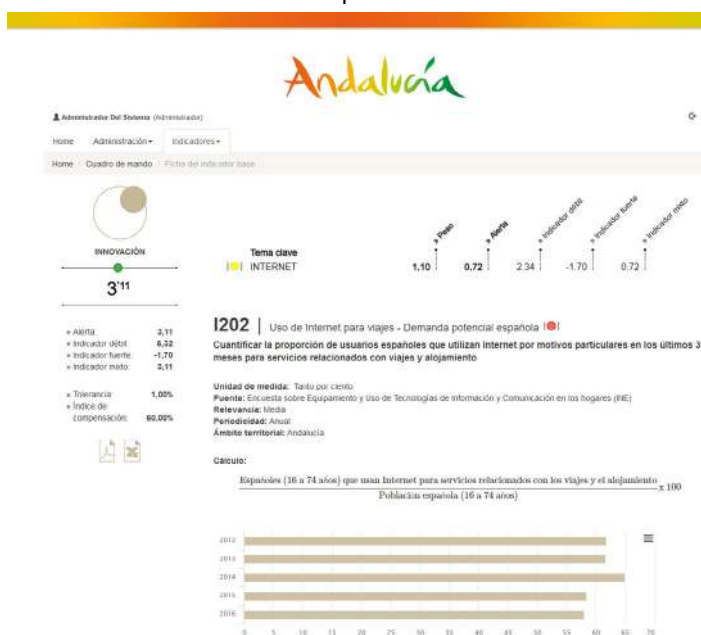 Andalucía
Administrador Del Sistema (Administrador)
Home Administración Indicadores
Home Cuadro de mando Ficha del indicador base
INNOVACIÓN
3'11
» Alerta: 3,11
» Indicador débil: 6,32
» Indicador fuerte: -1,70
» Indicador mixto: 3,11
» Tolerancia: 1,00%
» Índice de
compensación: 60,00%
» Peso
» Alerta
» Indicador débil
» Indicador fuerte
» Indicador mixto
Tema clave
INTERNET 1,10 0,72 2,34 -1,70 0,72
I202 | Uso de Internet para viajes - Demanda potencial española
Cuantificar la proporción de usuarios españoles que utilizan internet por motivos particulares en los últimos 3
meses para servicios relacionados con viajes y alojamiento
Unidad de medida: Tanto por ciento
Fuente: Encuesta sobre Equipamiento y Uso de Tecnologías de Información y Comunicación en los hogares (INE)
Relevancia: Media
Periodicidad: Anual
Ámbito territorial: Andalucía
Cálculo:
Españoles (16 a 74 años) que usan Internet para servicios relacionados con los viajes y el alojamiento
Poblacion española (16 a 74 años)
x 100
2012
2013
2014
2015
2016
0 5 10 15 20 25 30 35 40 45 50 55 60 65 70